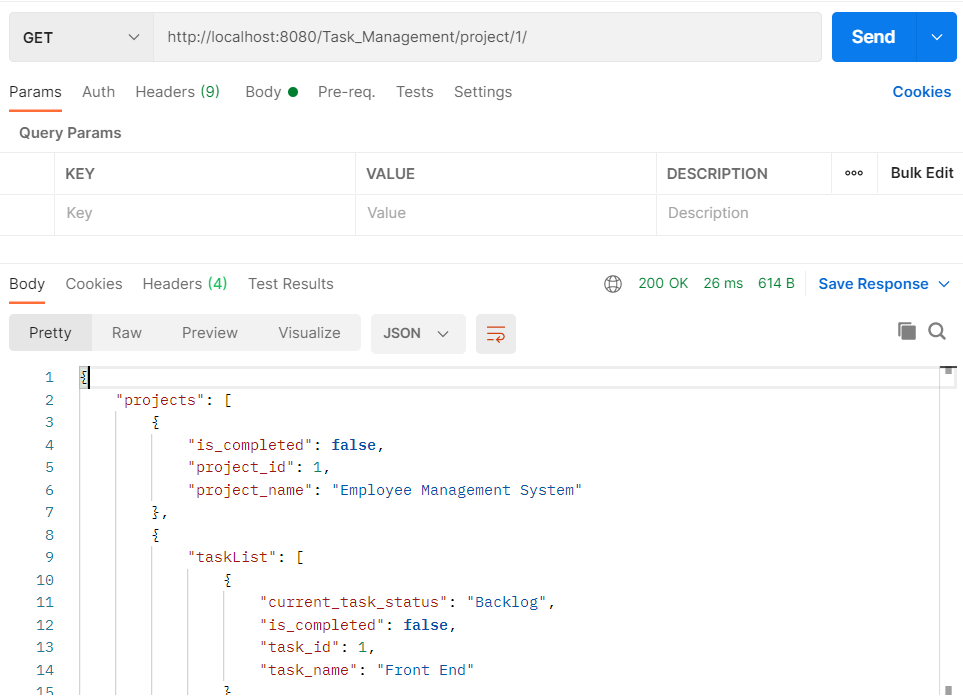 GET http://localhost:8080/Task_Management/project/1/ Send
Params Auth Headers (9) Body Pre-req. Tests Settings Cookies
Query Params
KEY VALUE DESCRIPTION ooo Bulk Edit
Key Value Description
Body Cookies Headers (4) Test Results 200 OK 26 ms 614 B Save Response
Pretty Raw Preview Visualize JSON
1 {
2 "projects": [
3 {
4 "is_completed": false,
5 "project_id": 1,
6 "project_name": "Employee Management System"
7 },
8 {
9 "taskList": [
10 {
11 "current_task_status": "Backlog",
12 "is_completed": false,
13 "task_id": 1,
14 "task_name": "Front End"
15 }